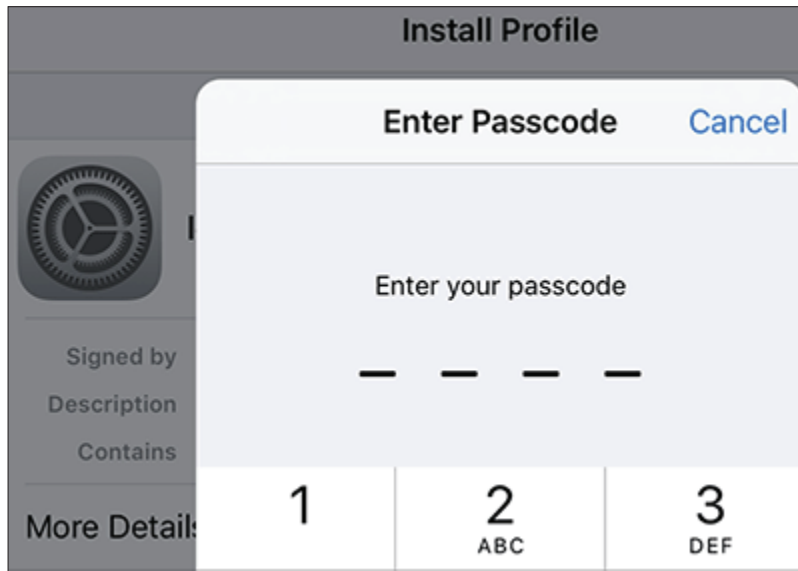 Install Profile
Enter Passcode Cancel
Enter your passcode
Signed by
Description
Contains
More Details
1 2 3
ABC DEF